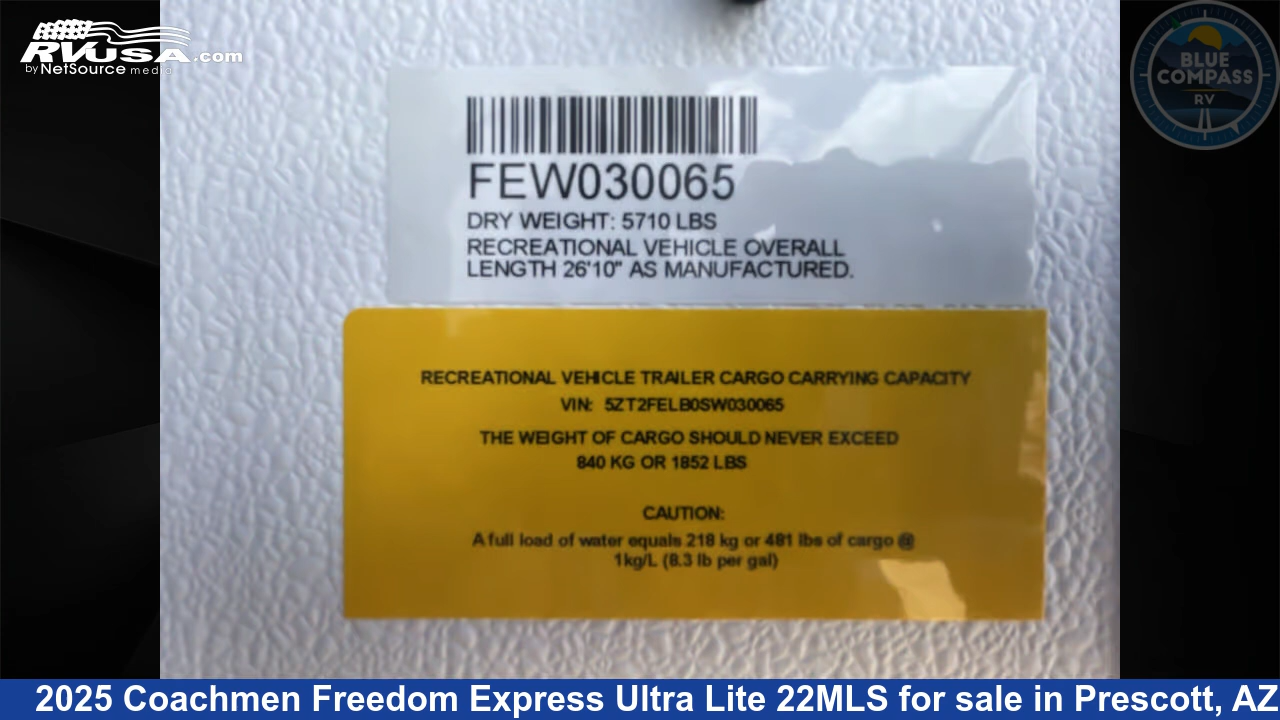 RVUSA.com
by NetSource media
BLUE
COMPASS
RV
FEW030065
DRY WEIGHT: 5710 LBS
RECREATIONAL VEHICLE OVERALL
LENGTH 26'10" AS MANUFACTURED.
RECREATIONAL VEHICLE TRAILER CARGO CARRYING CAPACITY
VIN: 5ZT2FELB0SW030065
THE WEIGHT OF CARGO SHOULD NEVER EXCEED
840 KG OR 1852 LBS
CAUTION:
A full load of water equals 218 kg or 481 lbs of cargo @
1kg/L (8.3 lb per gal)
2025 Coachmen Freedom Express Ultra Lite 22MLS for sale in Prescott, AZ